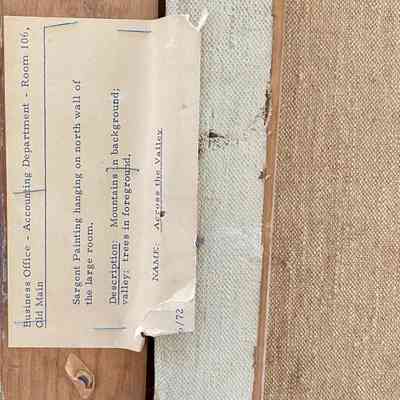 Business Office - Accounting Department - Room 106,
Old Main
Sargent Painting hanging on north wall of
the large room.
Description: Mountains in background;
valley; trees in foreground.
NAME: Across the Valley
/72